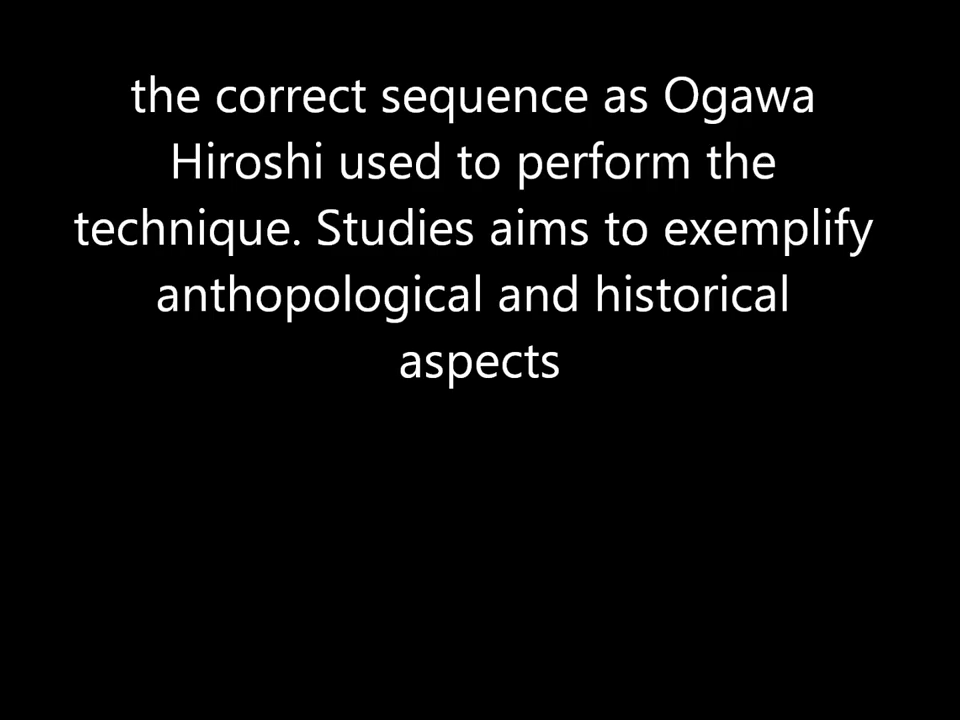 the correct sequence as Ogawa
Hiroshi used to perform the
technique. Studies aims to exemplify
anthopological and historical
aspects